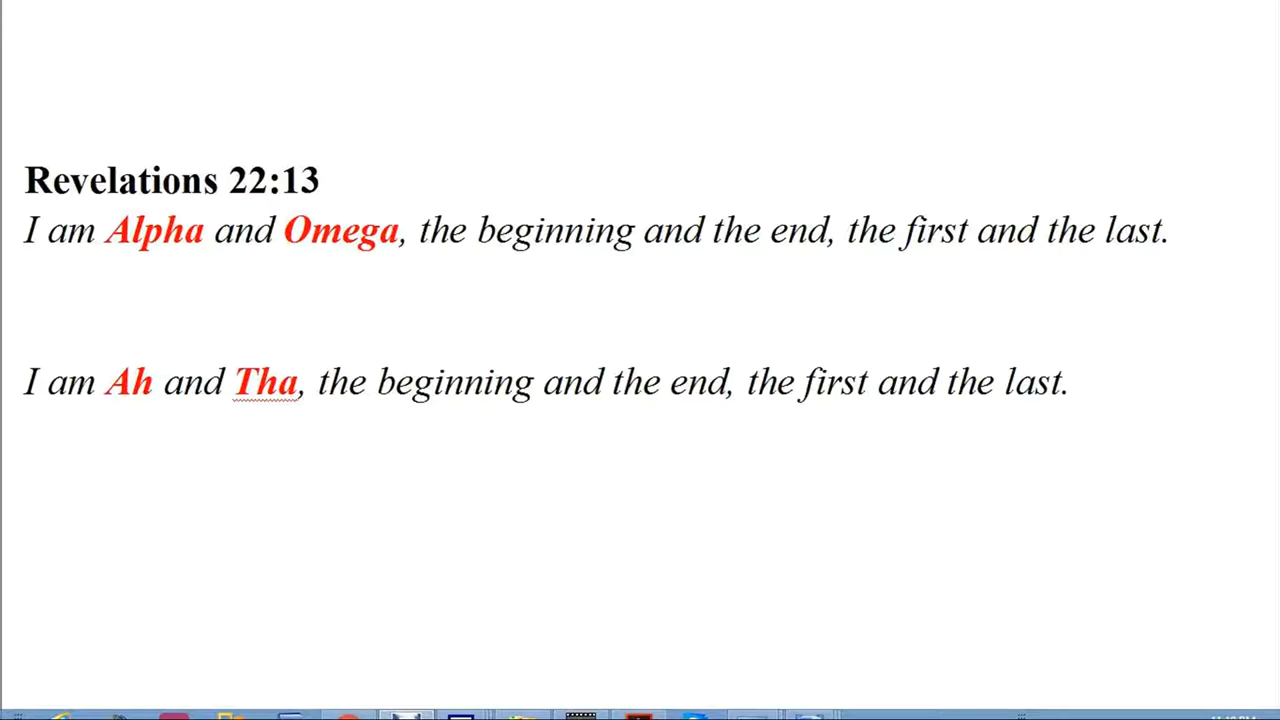 Revelations 22:13
I am Alpha and Omega, the beginning and the end, the first and the last.
I am Ah and Tha, the beginning and the end, the first and the last.